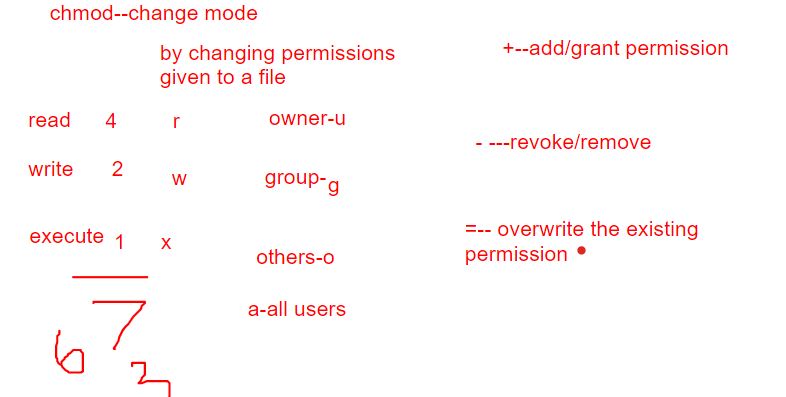 chmod--change mode
by changing permissions
given to a file
+--add/grant permission
read 4 r owner-u
- ---revoke/remove
write 2 w group-g
=-- overwrite the existing
permission
execute 1 x
others-o
a-all users
7
6